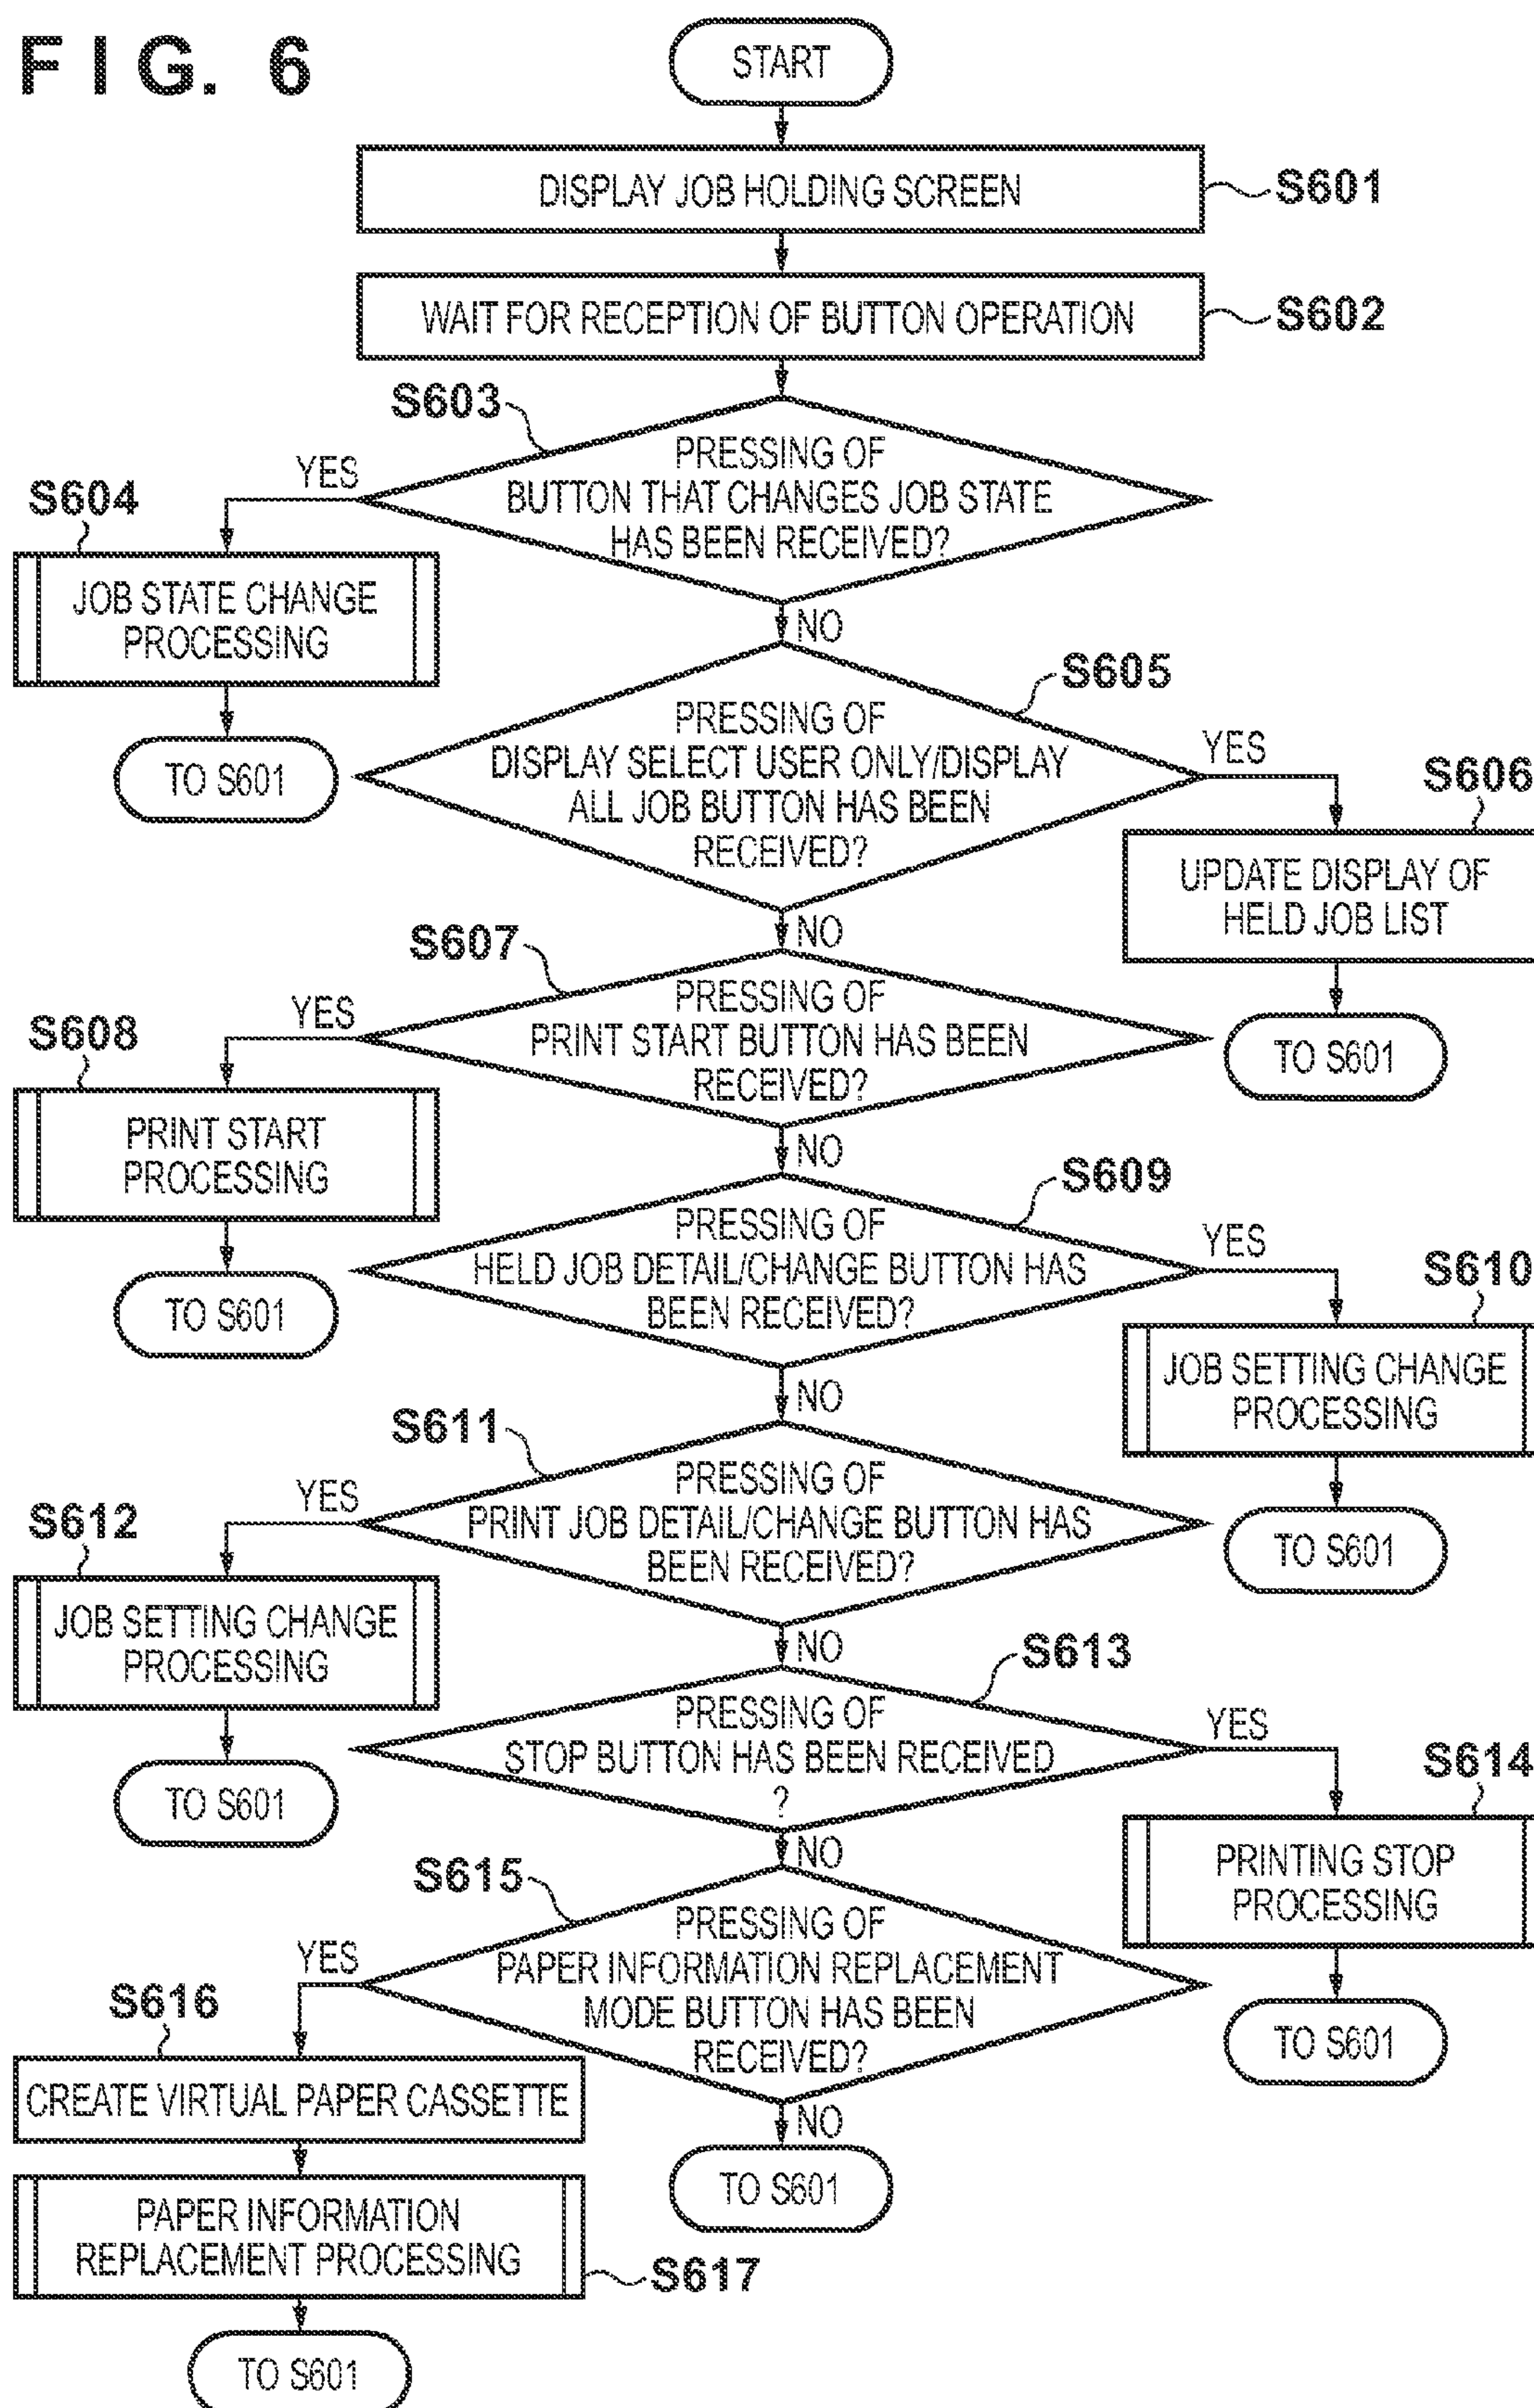 FIG. 6
START
DISPLAY JOB HOLDING SCREEN
S601
WAIT FOR RECEPTION OF BUTTON OPERATION
S602
S603
PRESSING OF
BUTTON THAT CHANGES JOB STATE
HAS BEEN RECEIVED?
YES
NO
S604
JOB STATE CHANGE
PROCESSING
TO S601
S605
PRESSING OF
DISPLAY SELECT USER ONLY/DISPLAY
ALL JOB BUTTON HAS BEEN
RECEIVED?
YES
NO
S606
UPDATE DISPLAY OF
HELD JOB LIST
TO S601
S607
PRESSING OF
PRINT START BUTTON HAS BEEN
RECEIVED?
YES
NO
S608
PRINT START
PROCESSING
TO S601
S609
PRESSING OF
HELD JOB DETAIL/CHANGE BUTTON HAS
BEEN RECEIVED?
YES
NO
S610
JOB SETTING CHANGE
PROCESSING
TO S601
S611
PRESSING OF
PRINT JOB DETAIL/CHANGE BUTTON HAS
BEEN RECEIVED?
YES
NO
S612
JOB SETTING CHANGE
PROCESSING
TO S601
S613
PRESSING OF
STOP BUTTON HAS BEEN RECEIVED
?
YES
NO
S614
PRINTING STOP
PROCESSING
TO S601
S615
PRESSING OF
PAPER INFORMATION REPLACEMENT
MODE BUTTON HAS BEEN
RECEIVED?
YES
NO
TO S601
S616
CREATE VIRTUAL PAPER CASSETTE
PAPER INFORMATION
REPLACEMENT PROCESSING
S617
TO S601